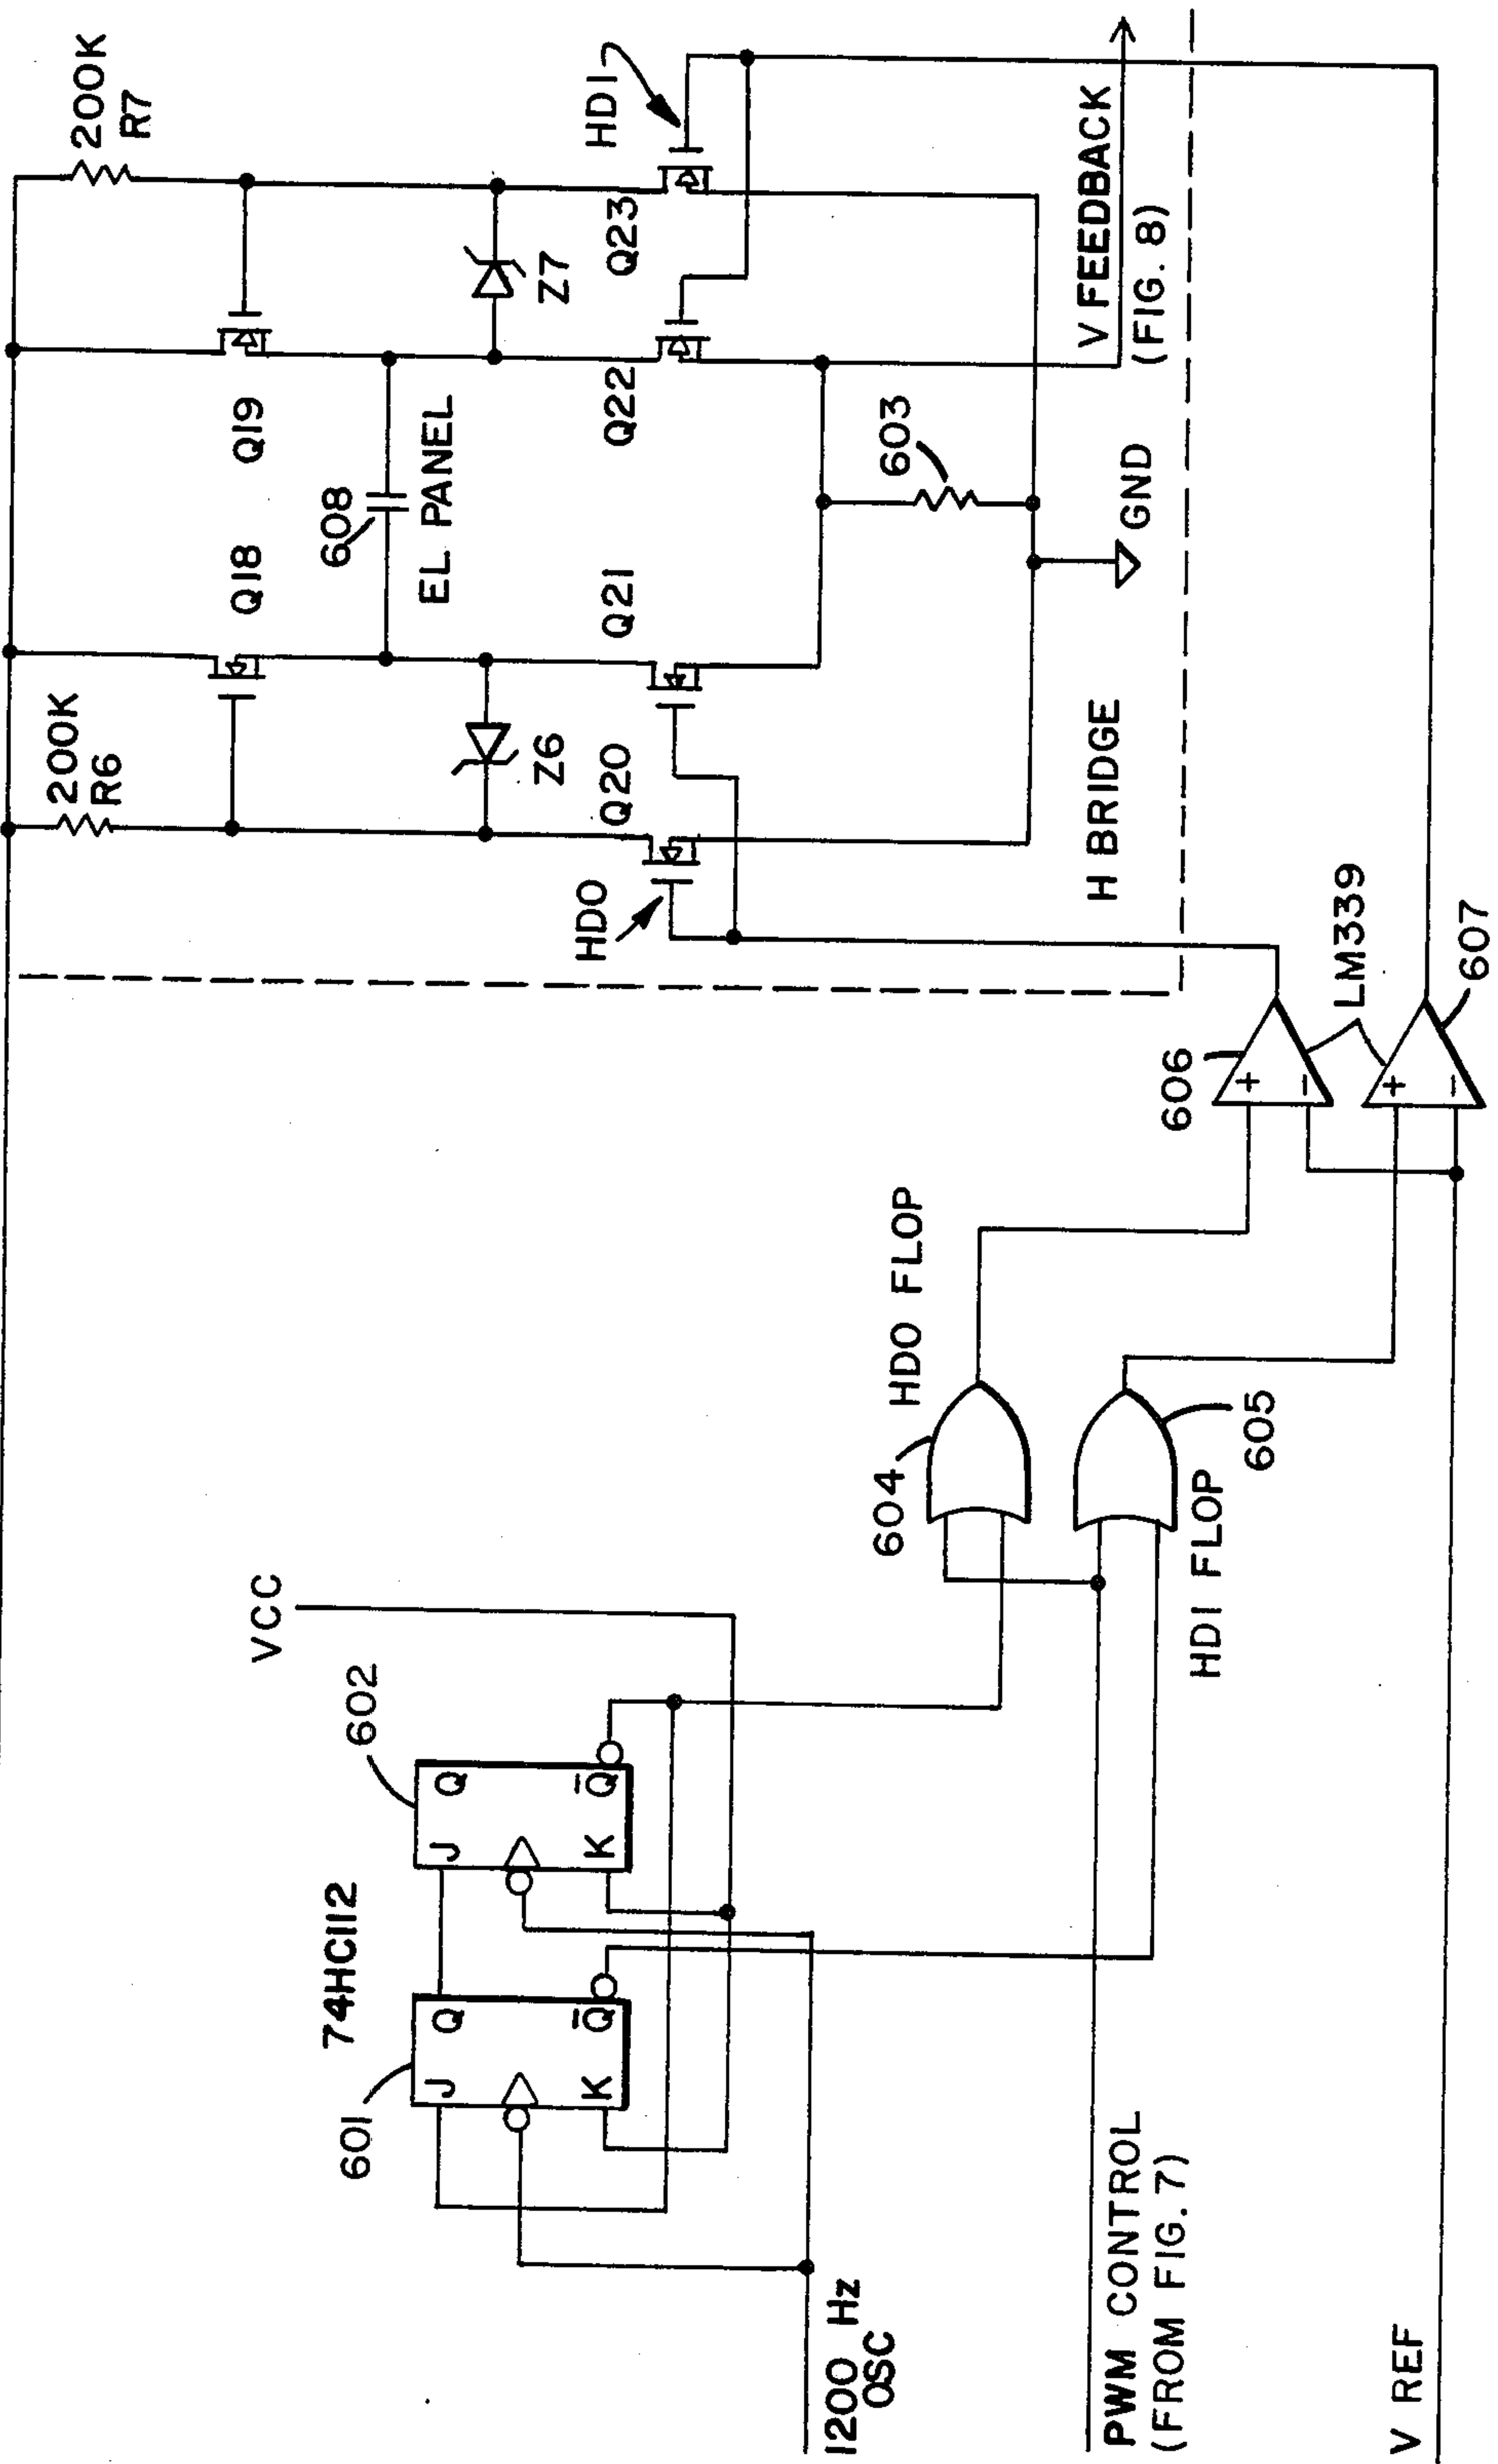 200K
R6
200K
R7
Q18
Q19
608
EL PANEL
Z6
Z7
HD0
Q20
Q21
Q22
Q23
HD1
603
H BRIDGE
GND
V FEEDBACK
(FIG. 8)
VCC
74HC112
601
602
J
Q
K
Q̅
J
Q
K
Q̅
1200 Hz
OSC
604
HD0 FLOP
605
HD1 FLOP
606
+
−
LM339
+
−
607
PWM CONTROL
(FROM FIG. 7)
V REF